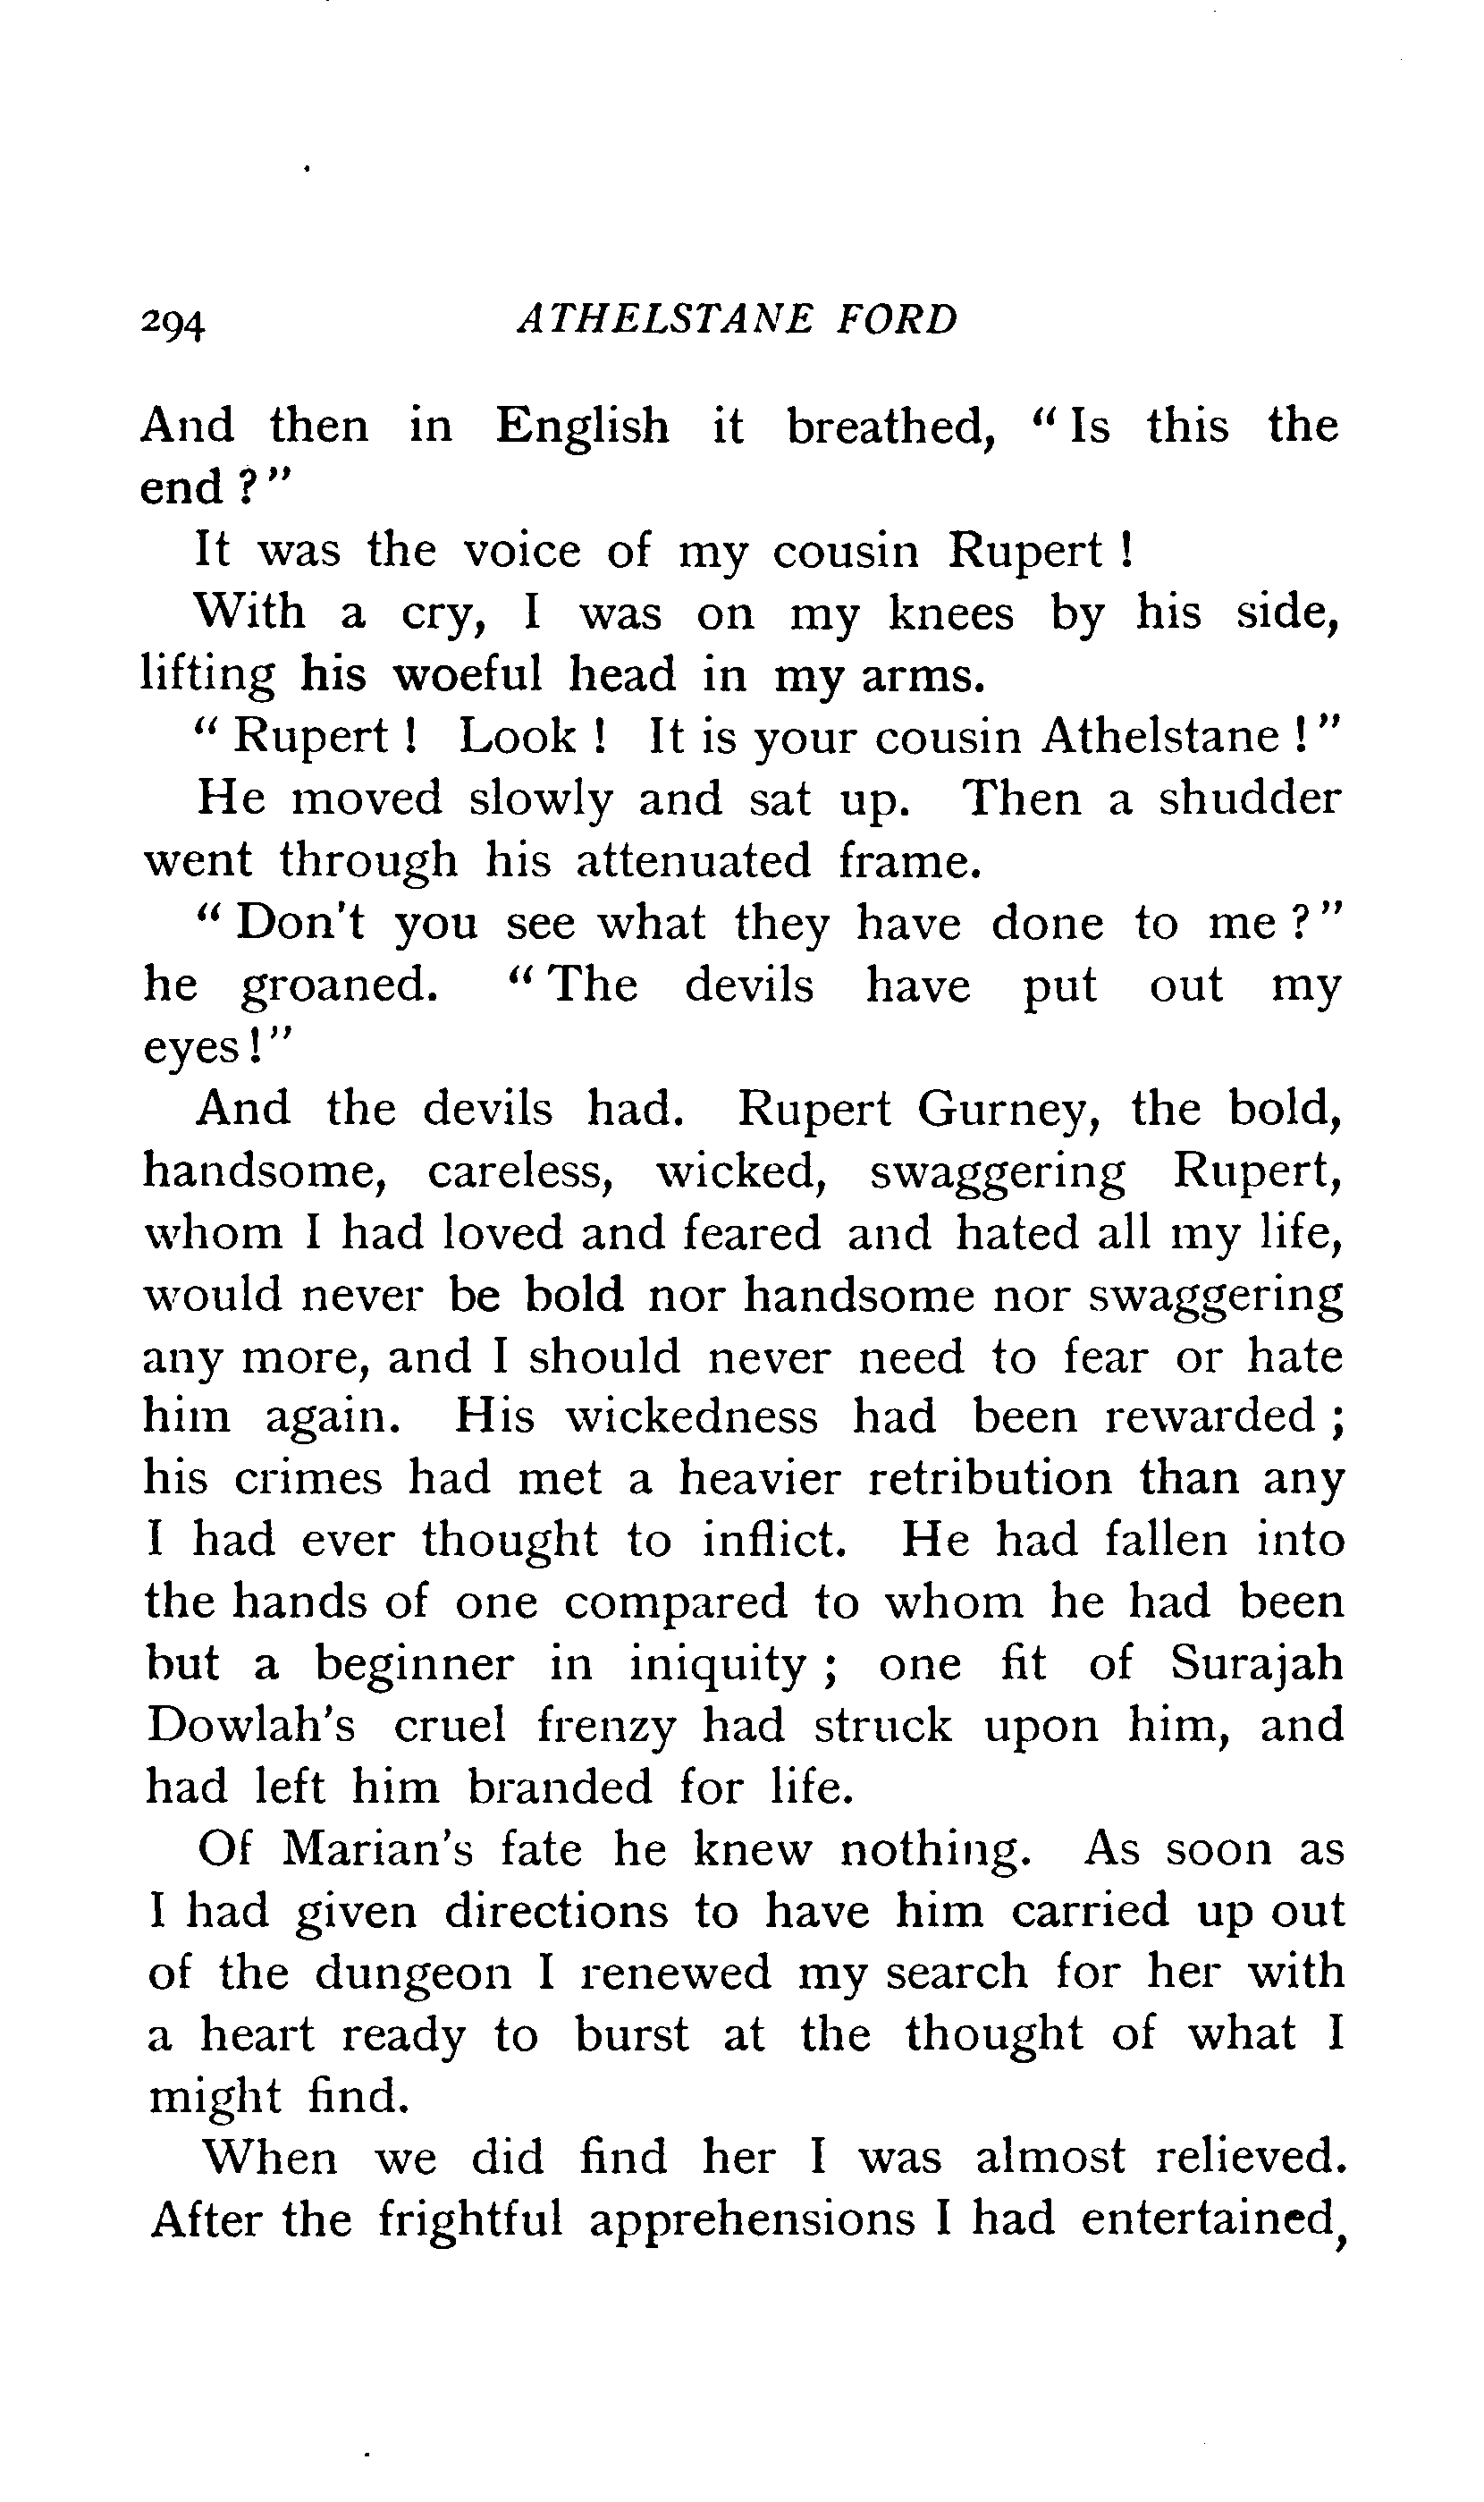 294 ATHELSTANE FORD
And then in English it breathed, " Is this the
end ? "
It was the voice of my cousin Rupert !
With a cry, I was on my knees by his side,
lifting his woeful head in my arms.
" Rupert ! Look ! It is your cousin Athelstane ! "
He moved slowly and sat up. Then a shudder
went through his attenuated frame.
" Don't you see what they have done to me ? "
he groaned. " The devils have put out my
eyes ! "
And the devils had. Rupert Gurney, the bold,
handsome, careless, wicked, swaggering Rupert,
whom I had loved and feared and hated all my life,
would never be bold nor handsome nor swaggering
any more, and I should never need to fear or hate
him again. His wickedness had been rewarded ;
his crimes had met a heavier retribution than any
I had ever thought to inflict. He had fallen into
the hands of one compared to whom he had been
but a beginner in iniquity ; one fit of Surajah
Dowlah's cruel frenzy had struck upon him, and
had left him branded for life.
Of Marian's fate he knew nothing. As soon as
I had given directions to have him carried up out
of the dungeon I renewed my search for her with
a heart ready to burst at the thought of what I
might find.
When we did find her I was almost relieved.
After the frightful apprehensions I had entertained,